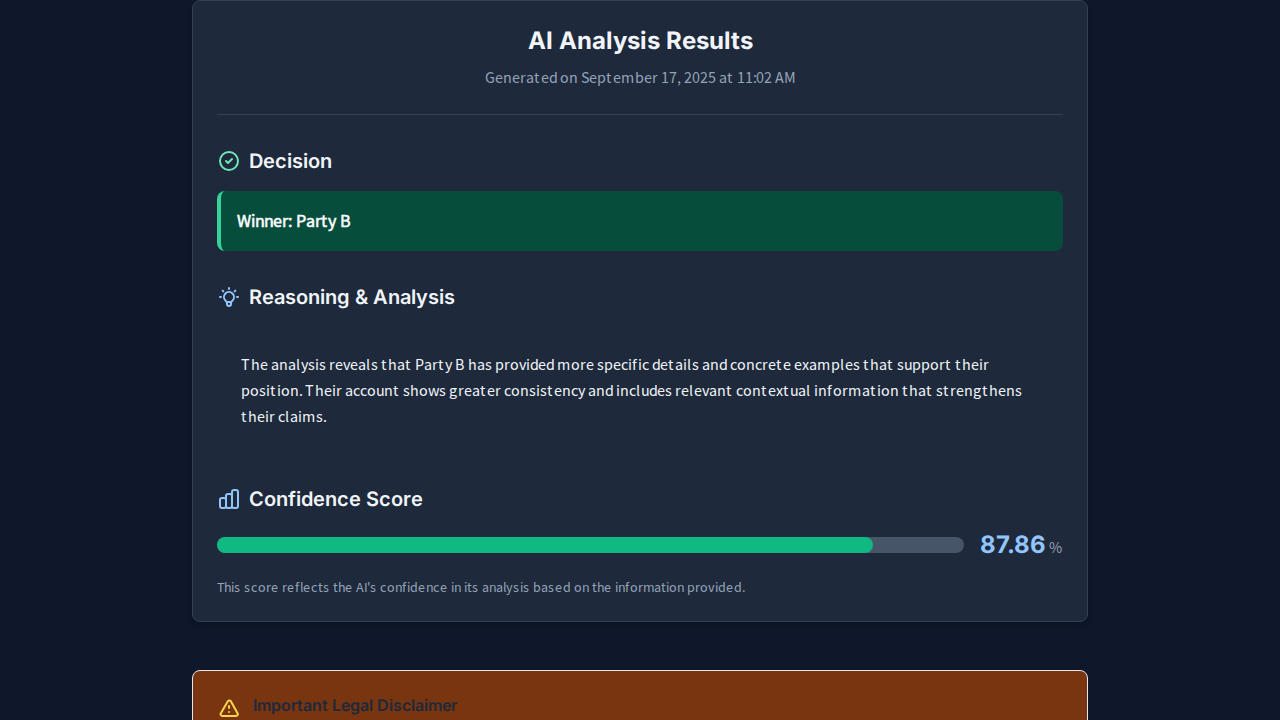 AI Analysis Results
Generated on September 17, 2025 at 11:02 AM
Decision
Winner: Party B
Reasoning & Analysis
The analysis reveals that Party B has provided more specific details and concrete examples that support their
position. Their account shows greater consistency and includes relevant contextual information that strengthens
their claims.
Confidence Score
87.86 %
This score reflects the AI's confidence in its analysis based on the information provided.
Important Legal Disclaimer